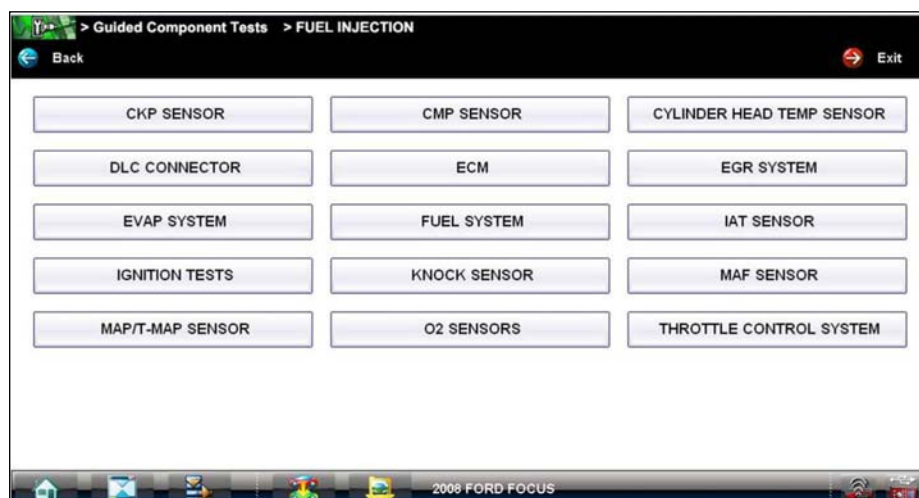 > Guided Component Tests > FUEL INJECTION
Back Exit
CKP SENSOR CMP SENSOR CYLINDER HEAD TEMP SENSOR
DLC CONNECTOR ECM EGR SYSTEM
EVAP SYSTEM FUEL SYSTEM IAT SENSOR
IGNITION TESTS KNOCK SENSOR MAF SENSOR
MAP/T-MAP SENSOR O2 SENSORS THROTTLE CONTROL SYSTEM
2008 FORD FOCUS